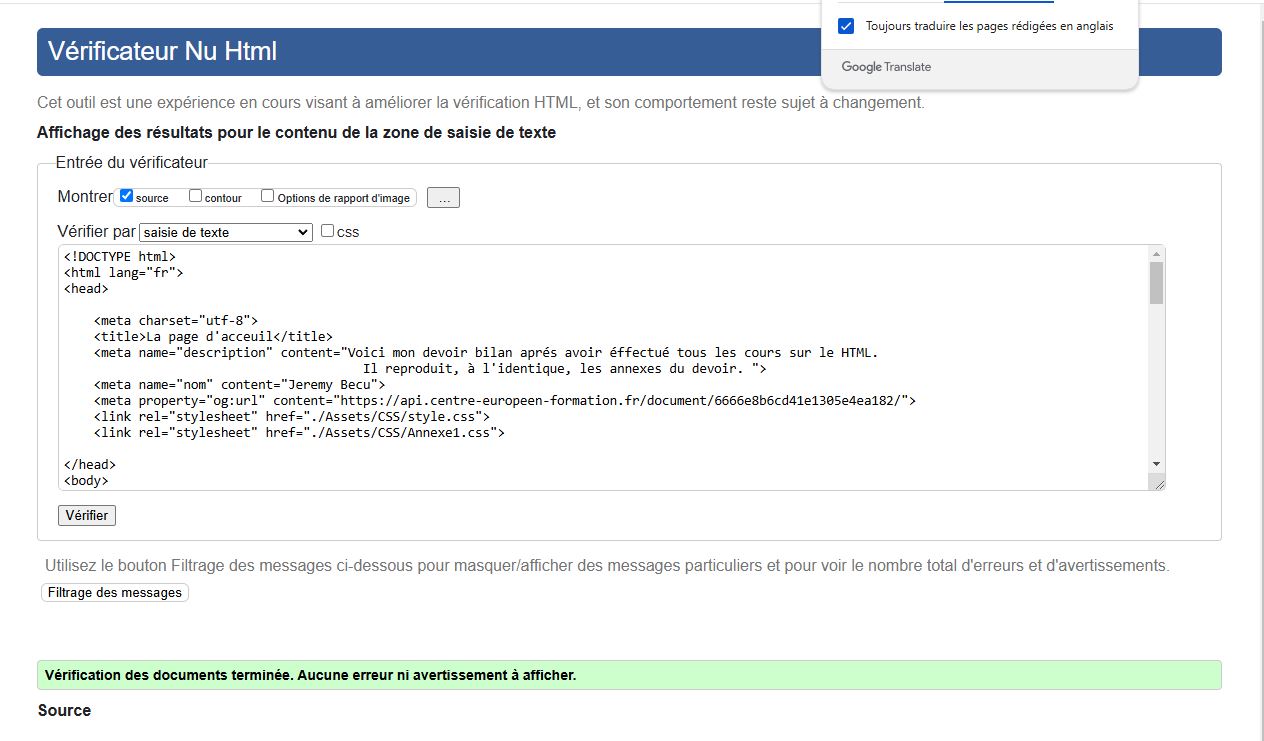 Toujours traduire les pages rédigées en anglais
Google Translate
Vérificateur Nu Html
Cet outil est une expérience en cours visant à améliorer la vérification HTML, et son comportement reste sujet à changement.
Affichage des résultats pour le contenu de la zone de saisie de texte
Entrée du vérificateur
Montrer source contour Options de rapport d'image ...
Vérifier par saisie de texte css
<!DOCTYPE html>
<html lang="fr">
<head>
<meta charset="utf-8">
<title>La page d'acceuil</title>
<meta name="description" content="Voici mon devoir bilan aprés avoir éffectué tous les cours sur le HTML.
Il reproduit, à l'identique, les annexes du devoir. ">
<meta name="nom" content="Jeremy Becu">
<meta property="og:url" content="https://api.centre-europeen-formation.fr/document/6666e8b6cd41e1305e4ea182/">
<link rel="stylesheet" href="./Assets/CSS/style.css">
<link rel="stylesheet" href="./Assets/CSS/Annexe1.css">
</head>
<body>
Vérifier
Utilisez le bouton Filtrage des messages ci-dessous pour masquer/afficher des messages particuliers et pour voir le nombre total d'erreurs et d'avertissements.
Filtrage des messages
Vérification des documents terminée. Aucune erreur ni avertissement à afficher.
Source